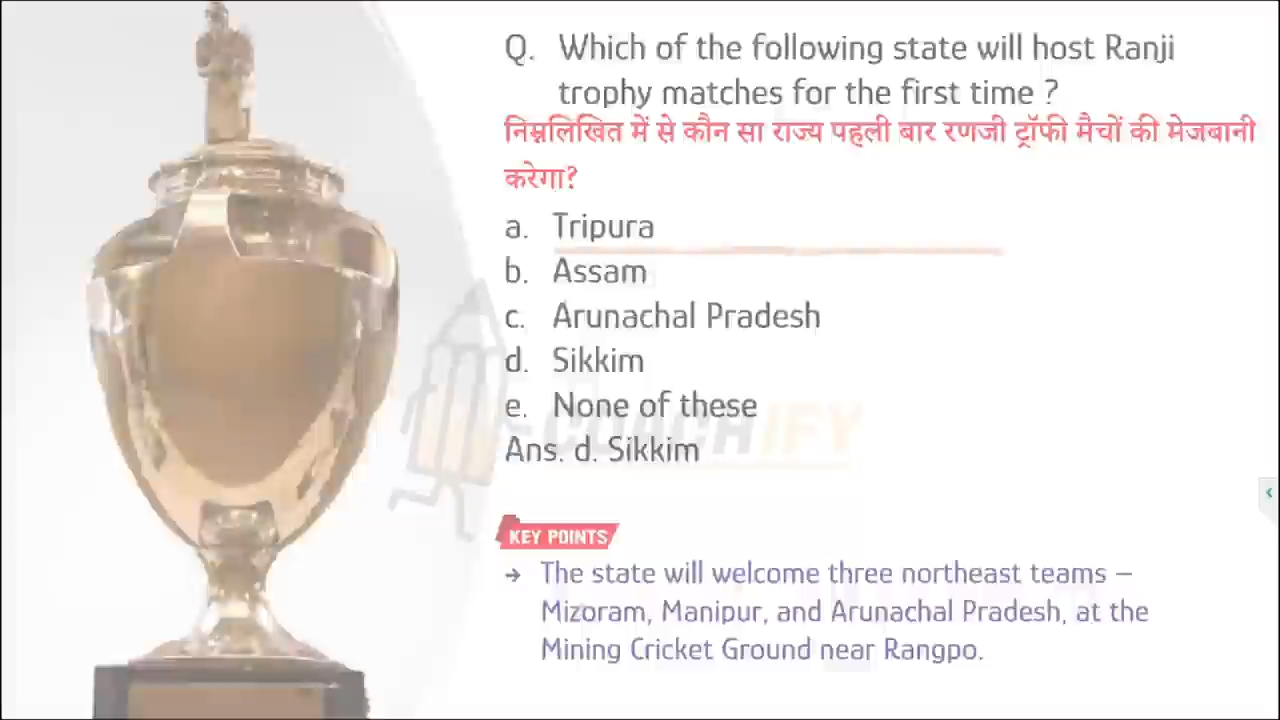 Q. Which of the following state will host Ranji
trophy matches for the first time ?
निम्नलिखित में से कौन सा राज्य पहली बार रणजी ट्रॉफी मैचों की मेजबानी
करेगा?
a. Tripura
b. Assam
c. Arunachal Pradesh
d. Sikkim
e. None of these
COACHIFY
Ans. d. Sikkim
KEY POINTS
→ The state will welcome three northeast teams –
Mizoram, Manipur, and Arunachal Pradesh, at the
Mining Cricket Ground near Rangpo.